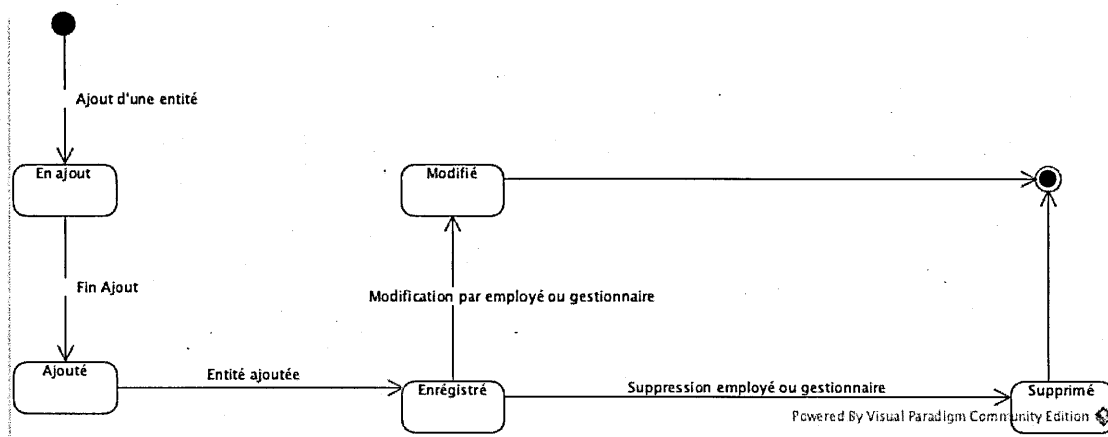 Ajout d'une entité
En ajout
Modifié
Fin Ajout
Modification par employé ou gestionnaire
Ajouté
Entité ajoutée
Enrégistré
Suppression employé ou gestionnaire
Supprimé
Powered By Visual Paradigm Community Edition